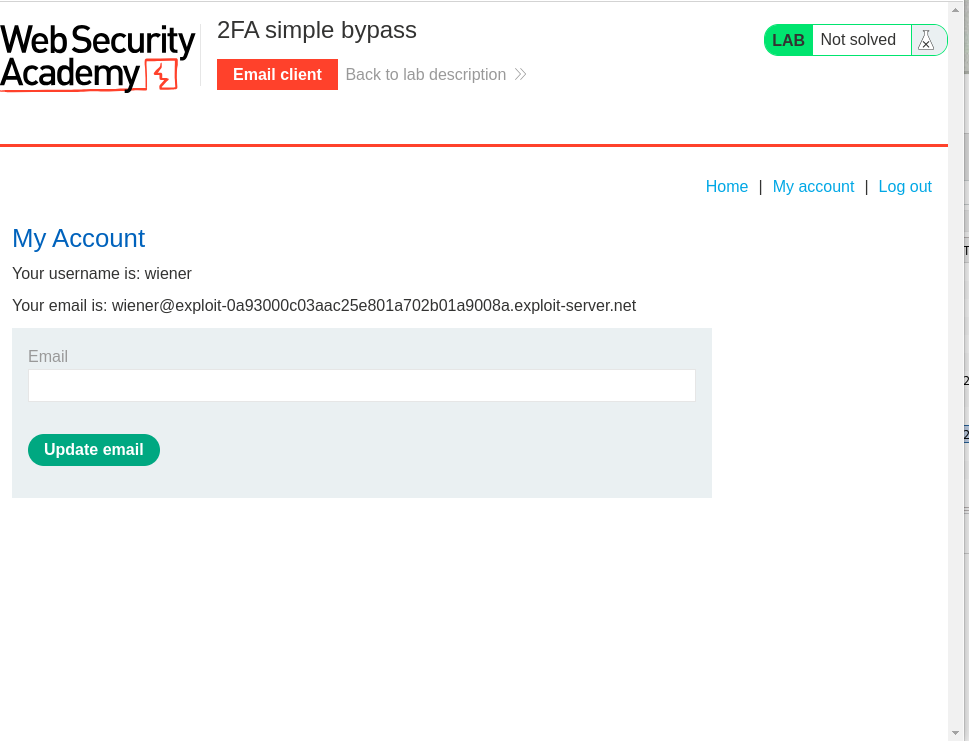 Web Security
Academy
2FA simple bypass
Email client
Back to lab description
LAB
Not solved
Home | My account | Log out
My Account
Your username is: wiener
Your email is: wiener@exploit-0a93000c03aac25e801a702b01a9008a.exploit-server.net
Email
Update email